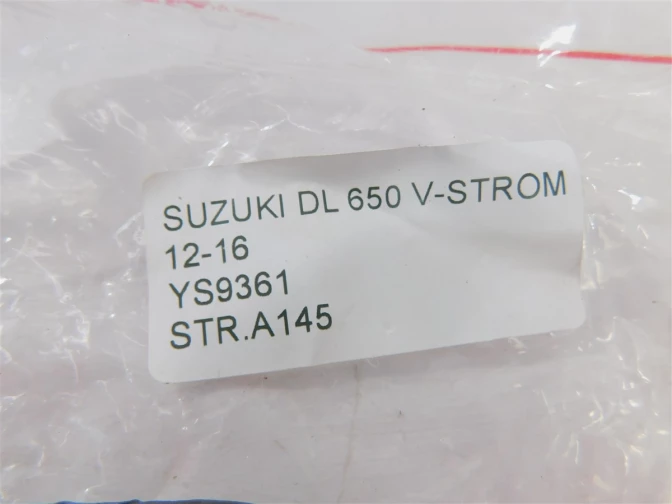 SUZUKI DL 650 V-STROM
12-16
YS9361
STR.A145